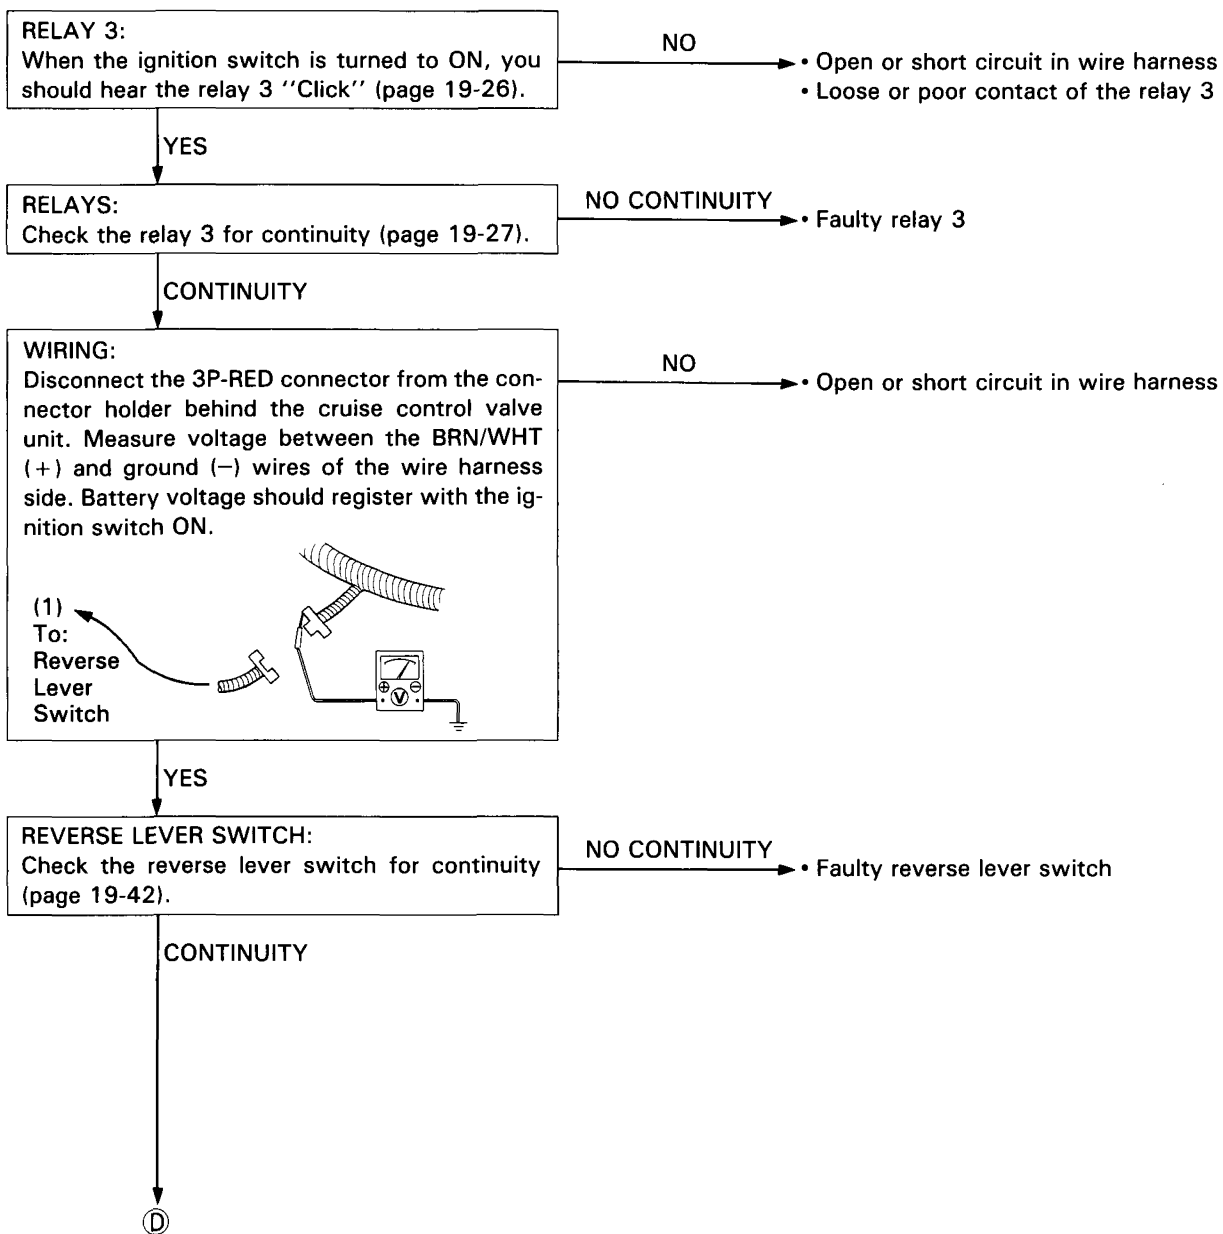 RELAY 3:
When the ignition switch is turned to ON, you
should hear the relay 3 ''Click'' (page 19-26).
NO
• Open or short circuit in wire harness
• Loose or poor contact of the relay 3
YES
RELAYS:
Check the relay 3 for continuity (page 19-27).
NO CONTINUITY
• Faulty relay 3
CONTINUITY
WIRING:
Disconnect the 3P-RED connector from the con-
nector holder behind the cruise control valve
unit. Measure voltage between the BRN/WHT
(+) and ground (−) wires of the wire harness
side. Battery voltage should register with the ig-
nition switch ON.
NO
• Open or short circuit in wire harness
(1)
To:
Reverse
Lever
Switch
⊕ ⊖
V
YES
REVERSE LEVER SWITCH:
Check the reverse lever switch for continuity
(page 19-42).
NO CONTINUITY
• Faulty reverse lever switch
CONTINUITY
Ⓓ